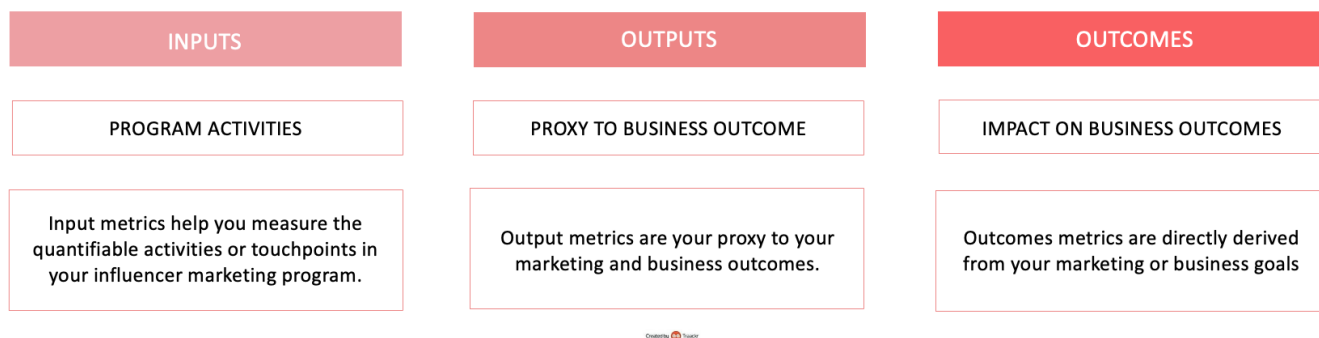 INPUTS
OUTPUTS
OUTCOMES
PROGRAM ACTIVITIES
PROXY TO BUSINESS OUTCOME
IMPACT ON BUSINESS OUTCOMES
Input metrics help you measure the
quantifiable activities or touchpoints in
your influencer marketing program.
Output metrics are your proxy to your
marketing and business outcomes.
Outcomes metrics are directly derived
from your marketing or business goals
Created by